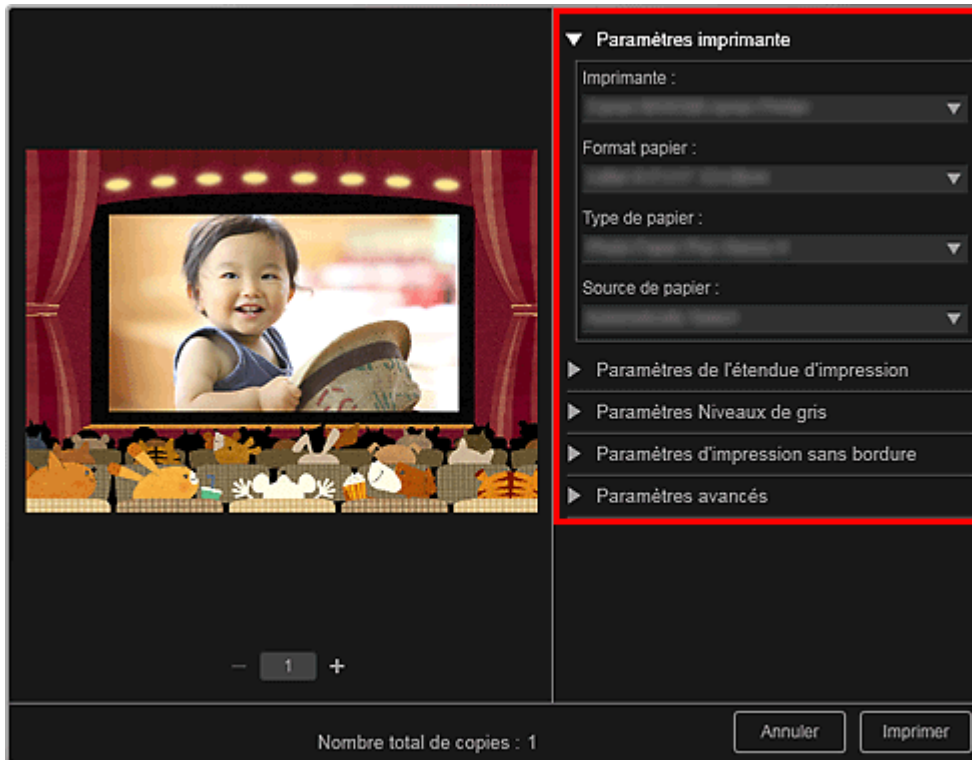 Paramètres imprimante
Imprimante :
Format papier :
Type de papier :
Source de papier :
Paramètres de l'étendue d'impression
Paramètres Niveaux de gris
Paramètres d'impression sans bordure
Paramètres avancés
1
Nombre total de copies : 1
Annuler
Imprimer